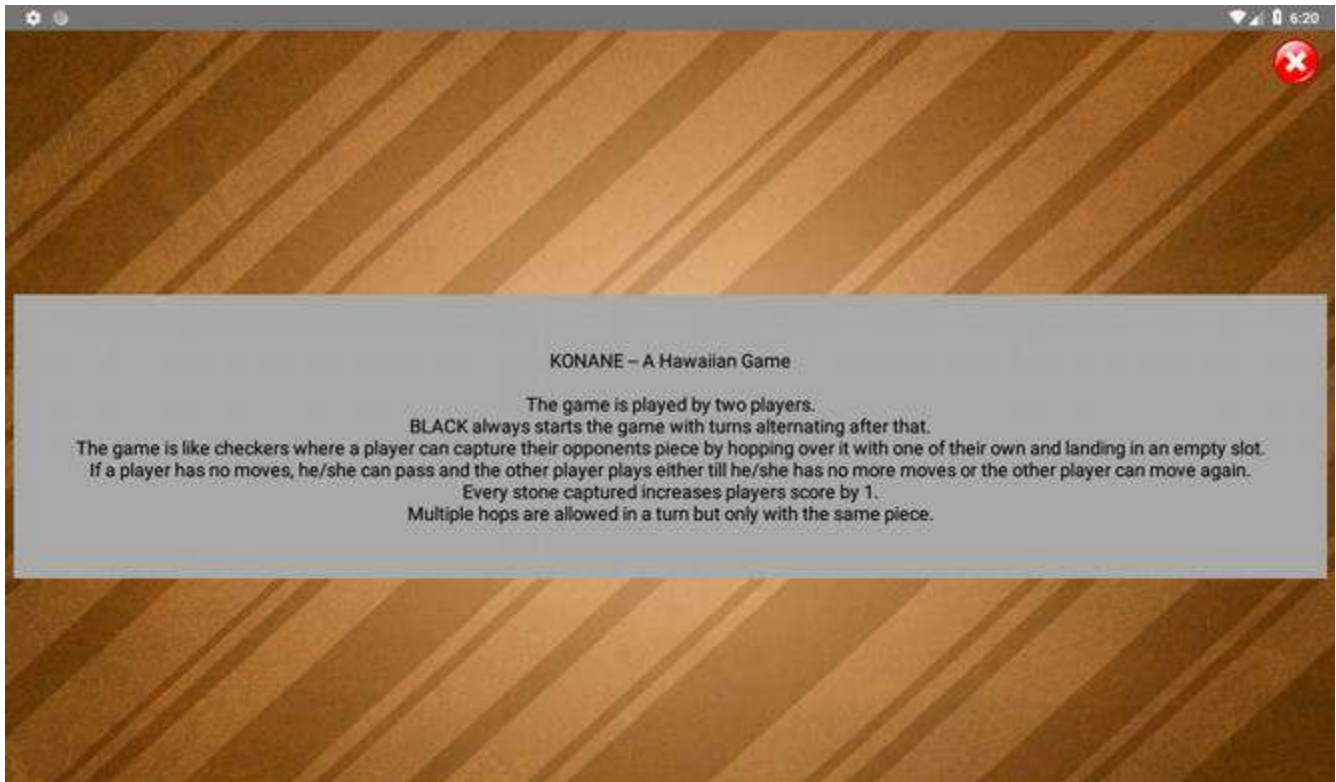 6:20
KONANE – A Hawaiian Game
The game is played by two players.
BLACK always starts the game with turns alternating after that.
The game is like checkers where a player can capture their opponents piece by hopping over it with one of their own and landing in an empty slot.
If a player has no moves, he/she can pass and the other player plays either till he/she has no more moves or the other player can move again.
Every stone captured increases players score by 1.
Multiple hops are allowed in a turn but only with the same piece.